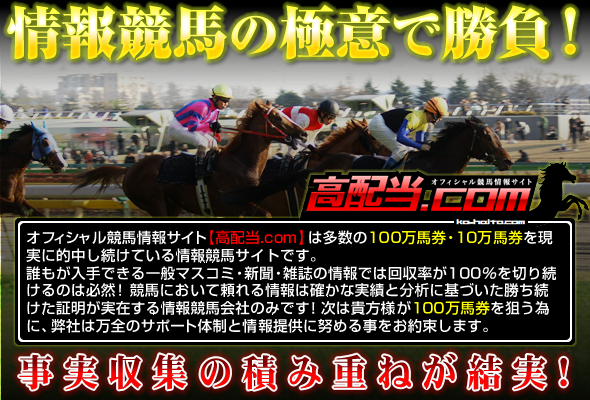 情報競馬の極意で勝負！
オフィシャル競馬情報サイト
高配当.com
ko-haito.com
オフィシャル競馬情報サイト【高配当.com】は多数の100万馬券・10万馬券を現
実に的中し続けている情報競馬サイトです。
誰もが入手できる一般マスコミ・新聞・雑誌の情報では回収率が100％を切り続
けるのは必然！競馬において頼れる情報は確かな実績と分析に基づいた勝ち続
けた証明が実在する情報競馬会社のみです！次は貴方様が100万馬券を狙う為
に、弊社は万全のサポート体制と情報提供に努める事をお約束します。
事実収集の積み重ねが結実！